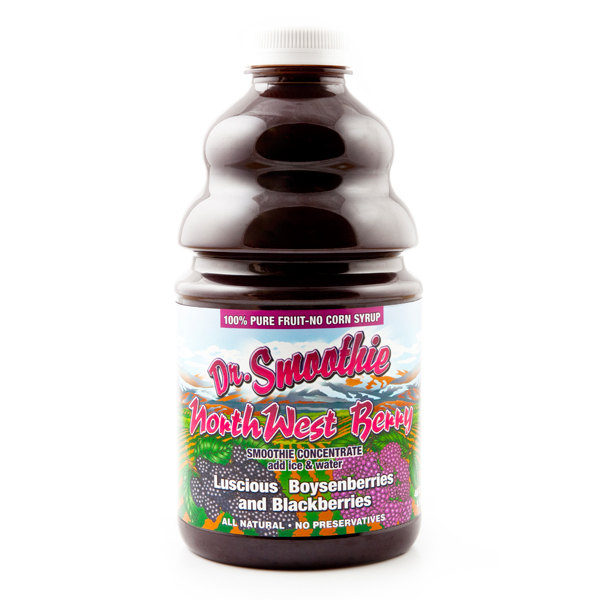 100% PURE FRUIT-NO CORN SYRUP
Dr. Smoothie
NorthWest Berry
SMOOTHIE CONCENTRATE
add ice & water
Luscious Boysenberries
and Blackberries
ALL NATURAL • NO PRESERVATIVES